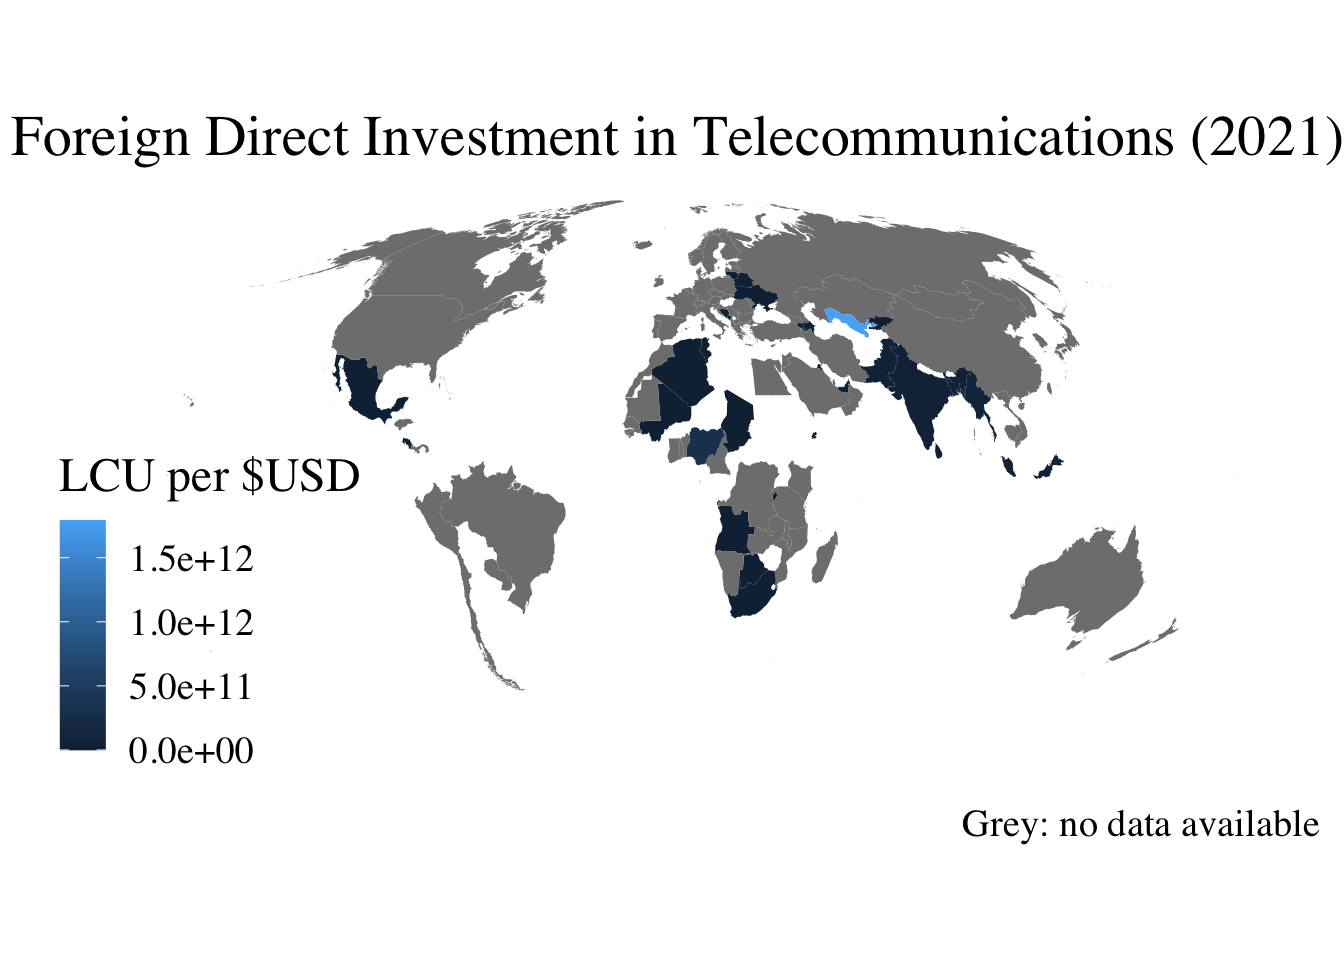 Foreign Direct Investment in Telecommunications (2021)
LCU per $USD
1.5e+12
1.0e+12
5.0e+11
0.0e+00
Grey: no data available